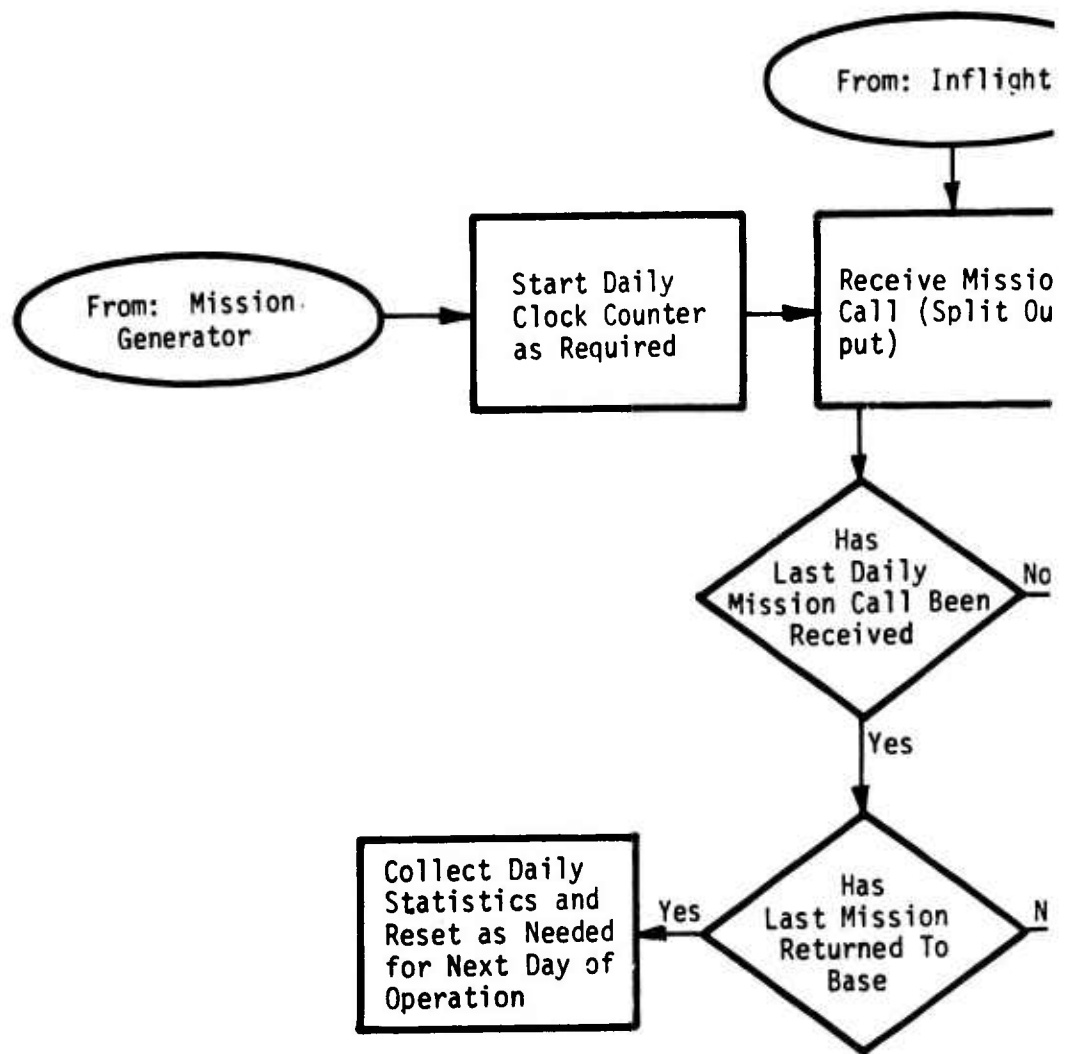 From: Inflight
From: Mission
Generator
Start Daily
Clock Counter
as Required
Receive Missio
Call (Split Ou
put)
Has
Last Daily
Mission Call Been
Received
No
Yes
Has
Last Mission
Returned To
Base
N
Yes
Collect Daily
Statistics and
Reset as Needed
for Next Day of
Operation